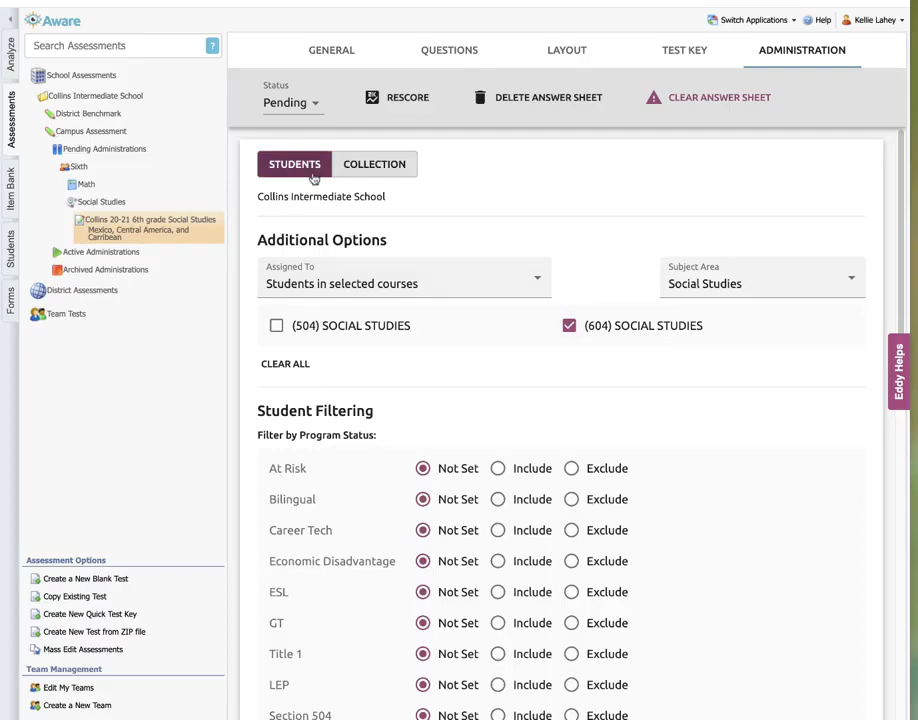 Aware
Switch Applications
Help
Kellie Lahey
Analyze
Assessments
Item Bank
Students
Forms
Search Assessments
?
School Assessments
Collins Intermediate School
District Benchmark
Campus Assessment
Pending Administrations
Sixth
Math
Social Studies
Collins 20-21 6th grade Social Studies
Mexico, Central America, and
Carribean
Active Administrations
Archived Administrations
District Assessments
Team Tests
Assessment Options
Create a New Blank Test
Copy Existing Test
Create New Quick Test Key
Create New Test from ZIP file
Mass Edit Assessments
Team Management
Edit My Teams
Create a New Team
GENERAL QUESTIONS LAYOUT TEST KEY ADMINISTRATION
Status
Pending
RESCORE DELETE ANSWER SHEET CLEAR ANSWER SHEET
STUDENTS COLLECTION
Collins Intermediate School
Additional Options
Assigned To
Students in selected courses
Subject Area
Social Studies
(504) SOCIAL STUDIES (604) SOCIAL STUDIES
CLEAR ALL
Student Filtering
Filter by Program Status:
At Risk Not Set Include Exclude
Bilingual Not Set Include Exclude
Career Tech Not Set Include Exclude
Economic Disadvantage Not Set Include Exclude
ESL Not Set Include Exclude
GT Not Set Include Exclude
Title 1 Not Set Include Exclude
LEP Not Set Include Exclude
Section 504 Not Set Include Exclude
Eddy Helps